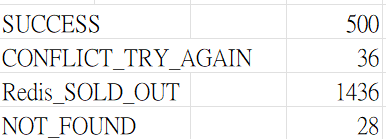 SUCCESS 500
CONFLICT_TRY_AGAIN 36
Redis_SOLD_OUT 1436
NOT_FOUND 28